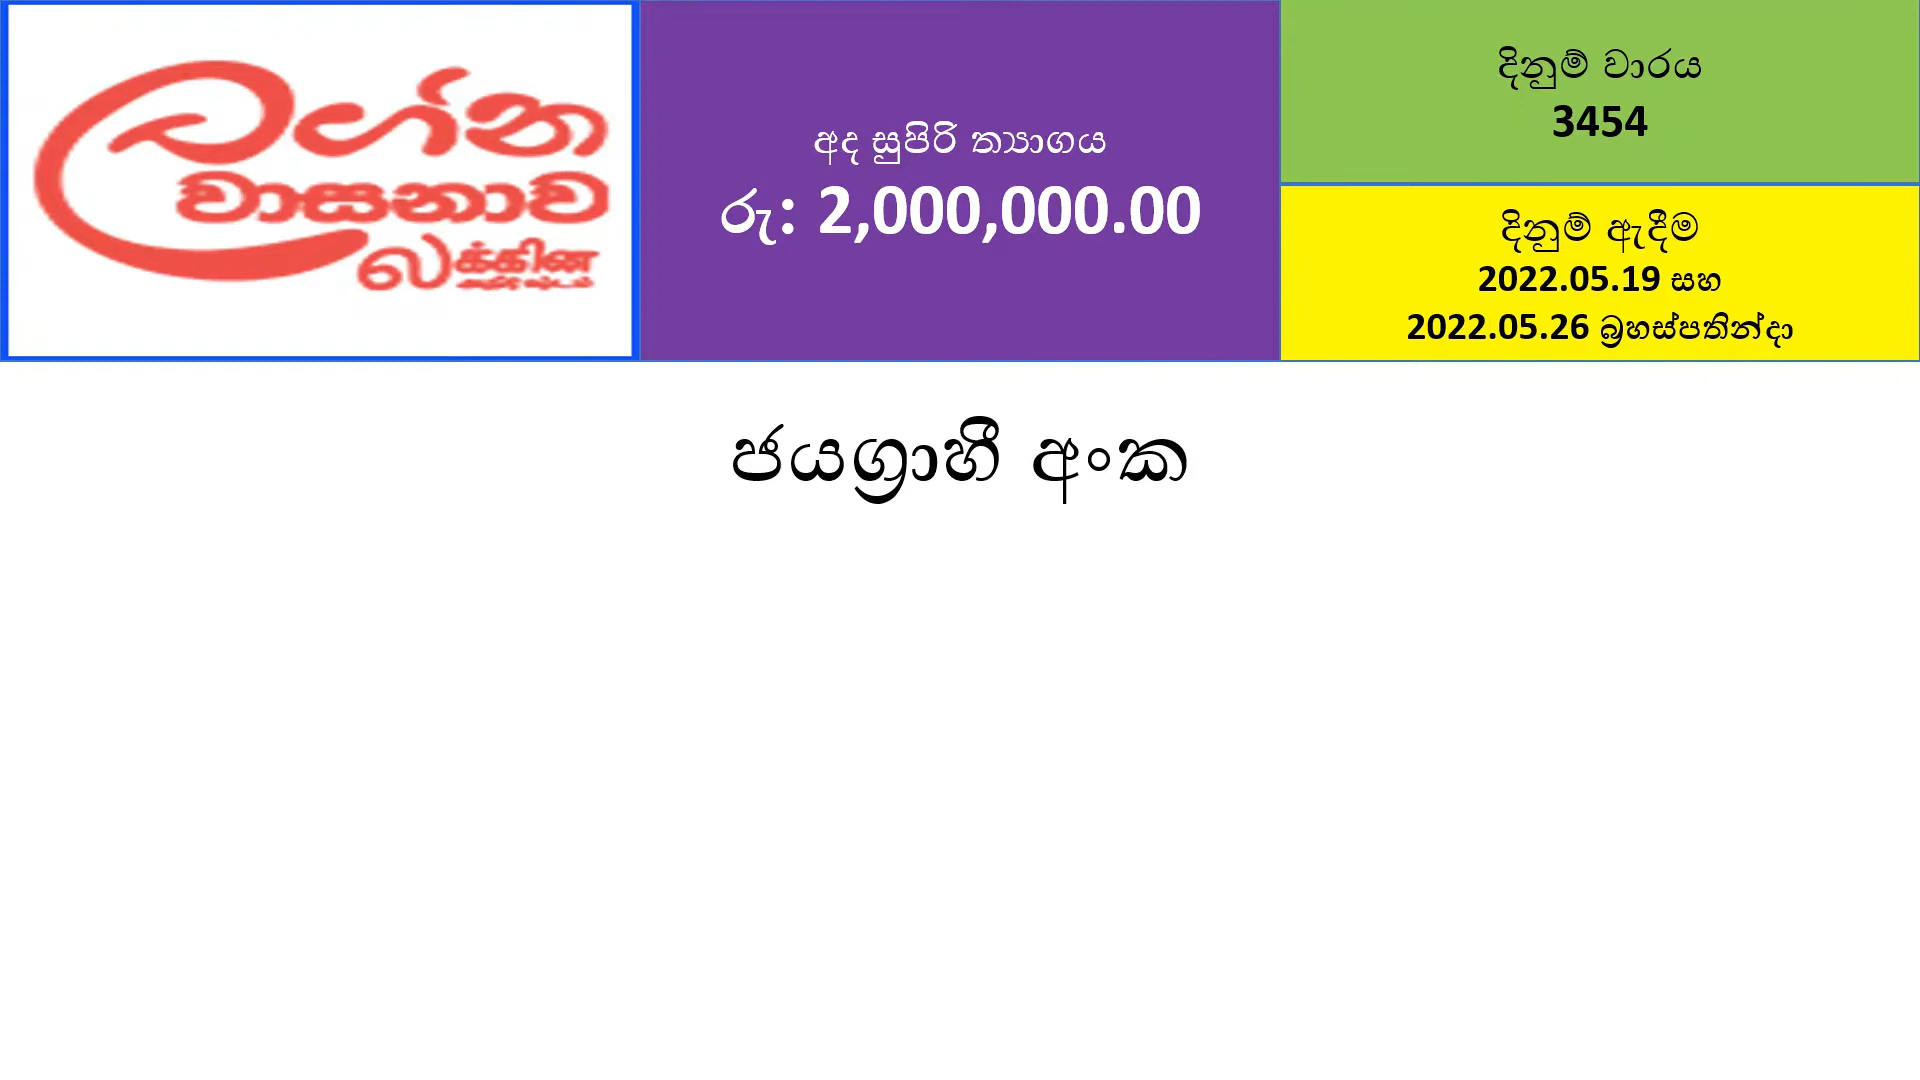 ලග්න
වාසනාව
ලක්කින
අද සුපිරි ත්‍යාගය
රු: 2,000,000.00
දිනුම් වාරය
3454
දිනුම් ඇදීම
2022.05.19 සහ
2022.05.26 බ්‍රහස්පතින්දා
ජයග්‍රාහී අංක